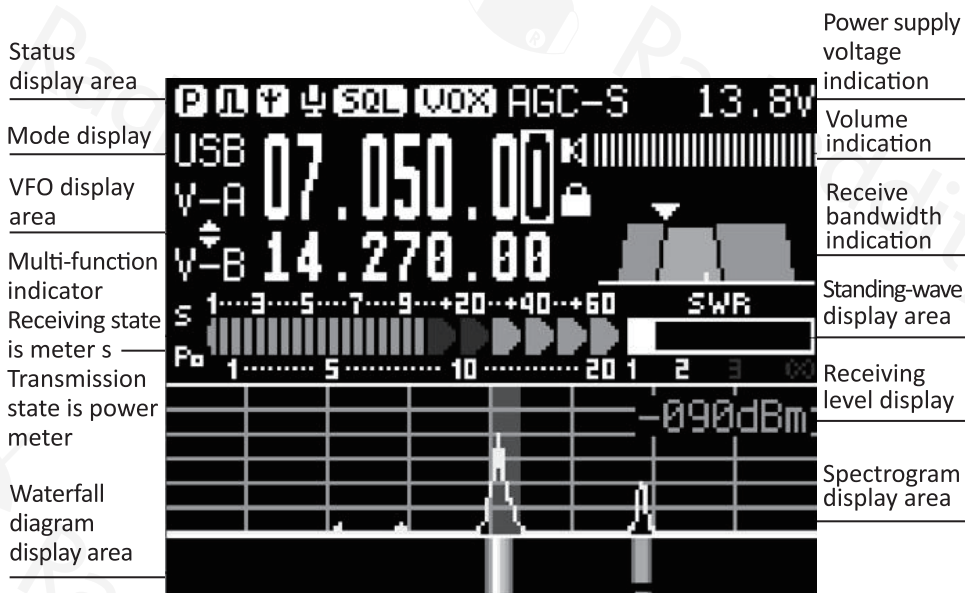 Status
display area
Mode display
VFO display
area
Multi-function
indicator
Receiving state
is meter s
Transmission
state is power
meter
Waterfall
diagram
display area
P SQL VOX AGC-S 13.8V
USB
V-A 07.050.00
V-B 14.270.00
S 1····3····5····7····9···+20··+40··+60 SWR
Po 1········· 5 ············ 10 ············ 20 1 2 3 ∞
-090dBm
Power supply
voltage
indication
Volume
indication
Receive
bandwidth
indication
Standing-wave
display area
Receiving
level display
Spectrogram
display area